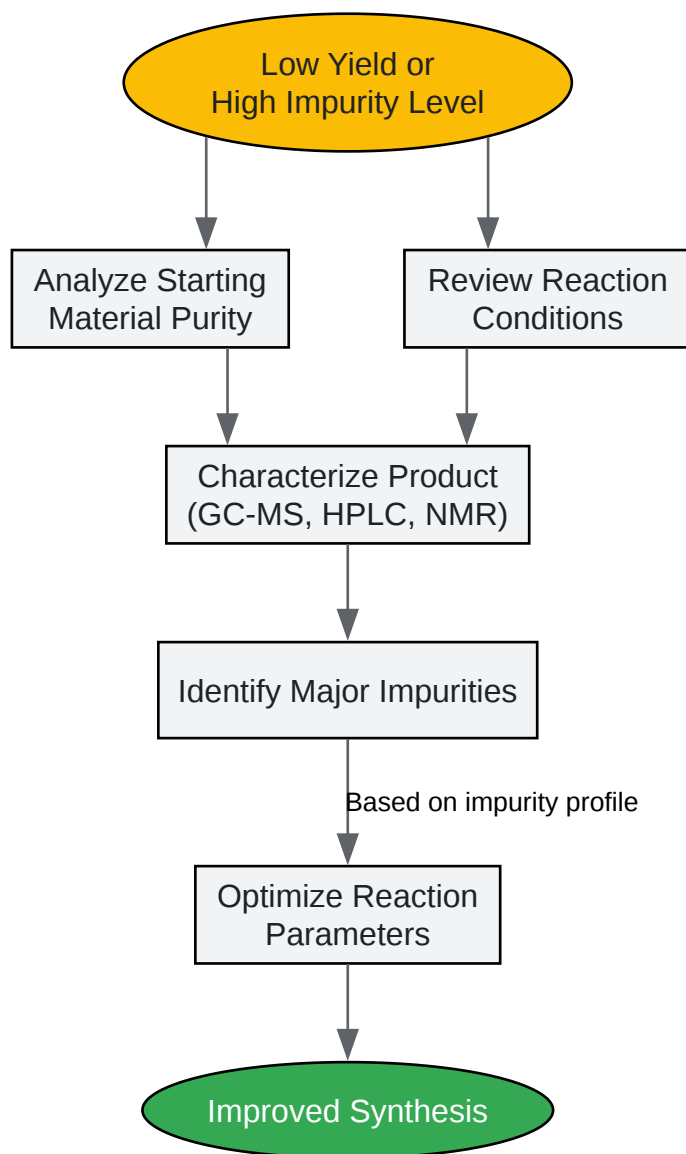 Low Yield or
High Impurity Level
Analyze Starting
Material Purity
Review Reaction
Conditions
Characterize Product
(GC-MS, HPLC, NMR)
Identify Major Impurities
Based on impurity profile
Optimize Reaction
Parameters
Improved Synthesis